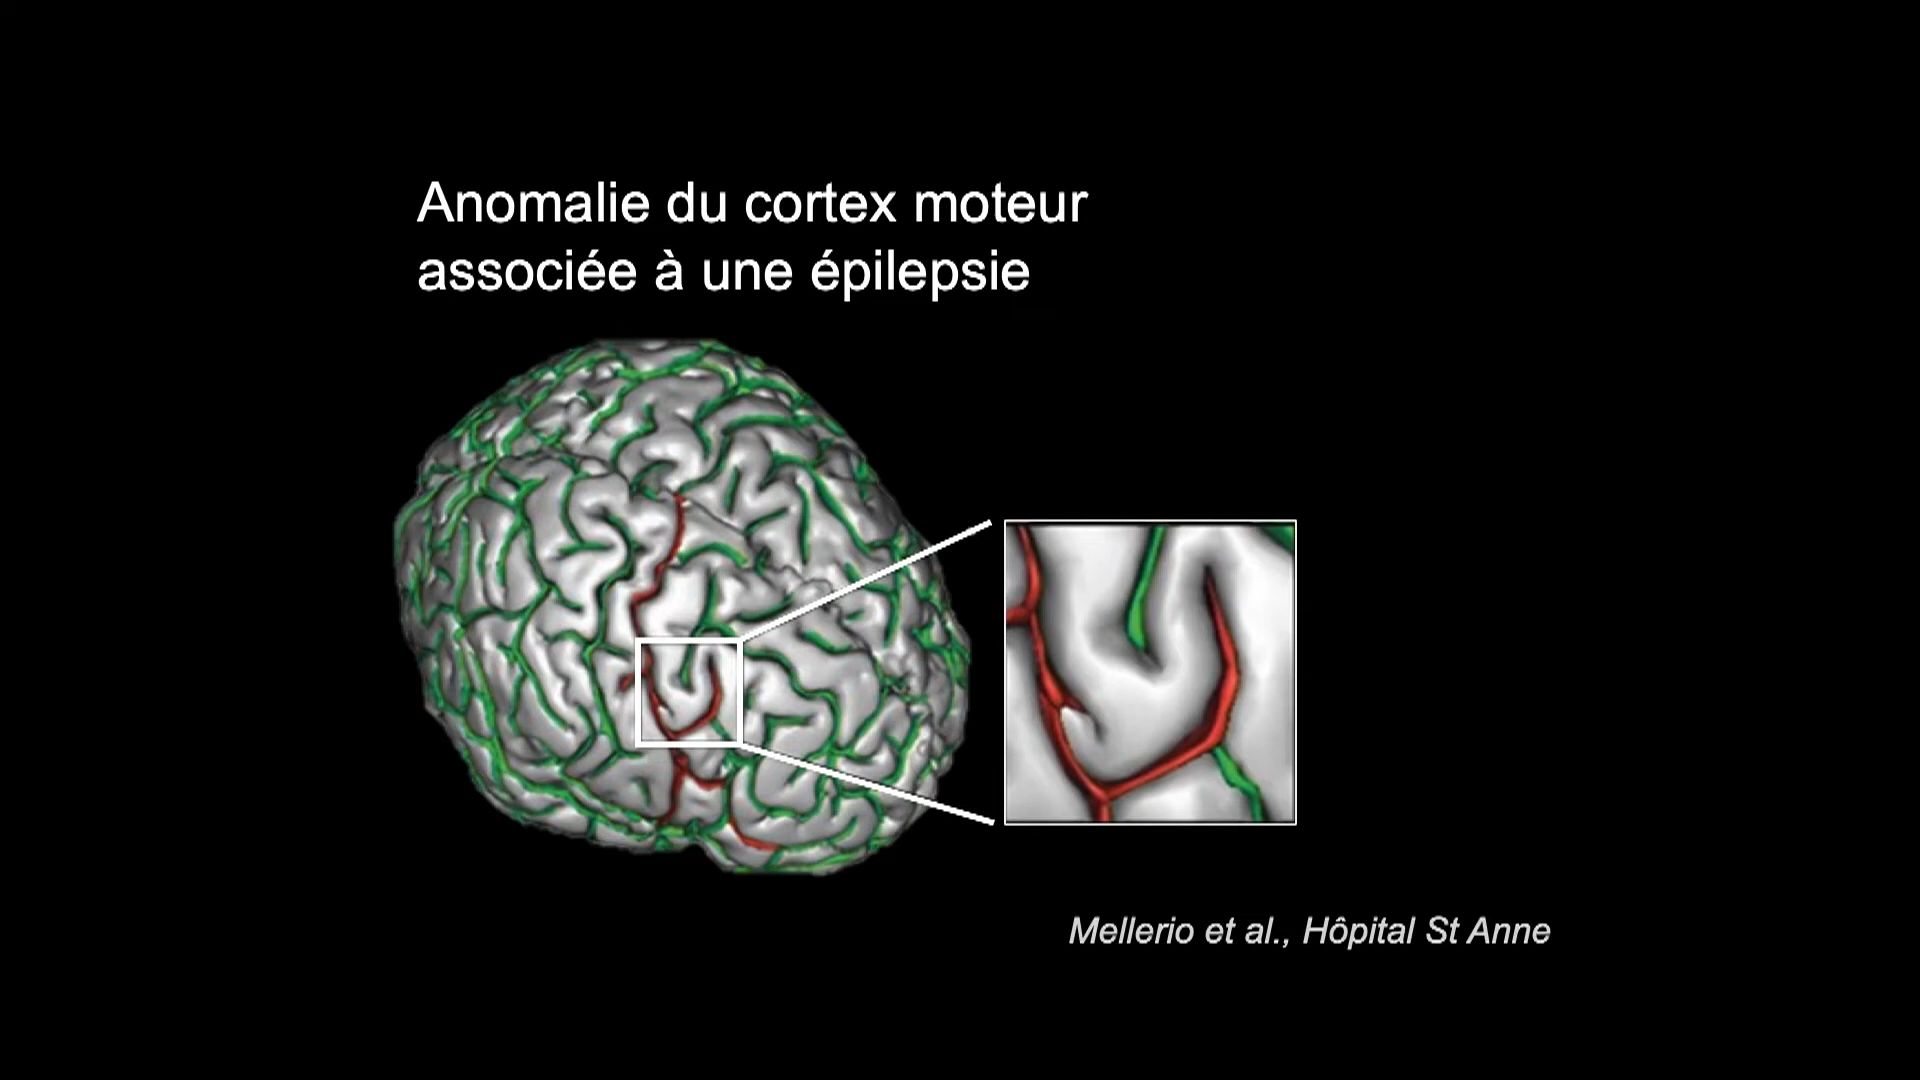 Anomalie du cortex moteur
associée à une épilepsie
Mellerio et al., Hôpital St Anne